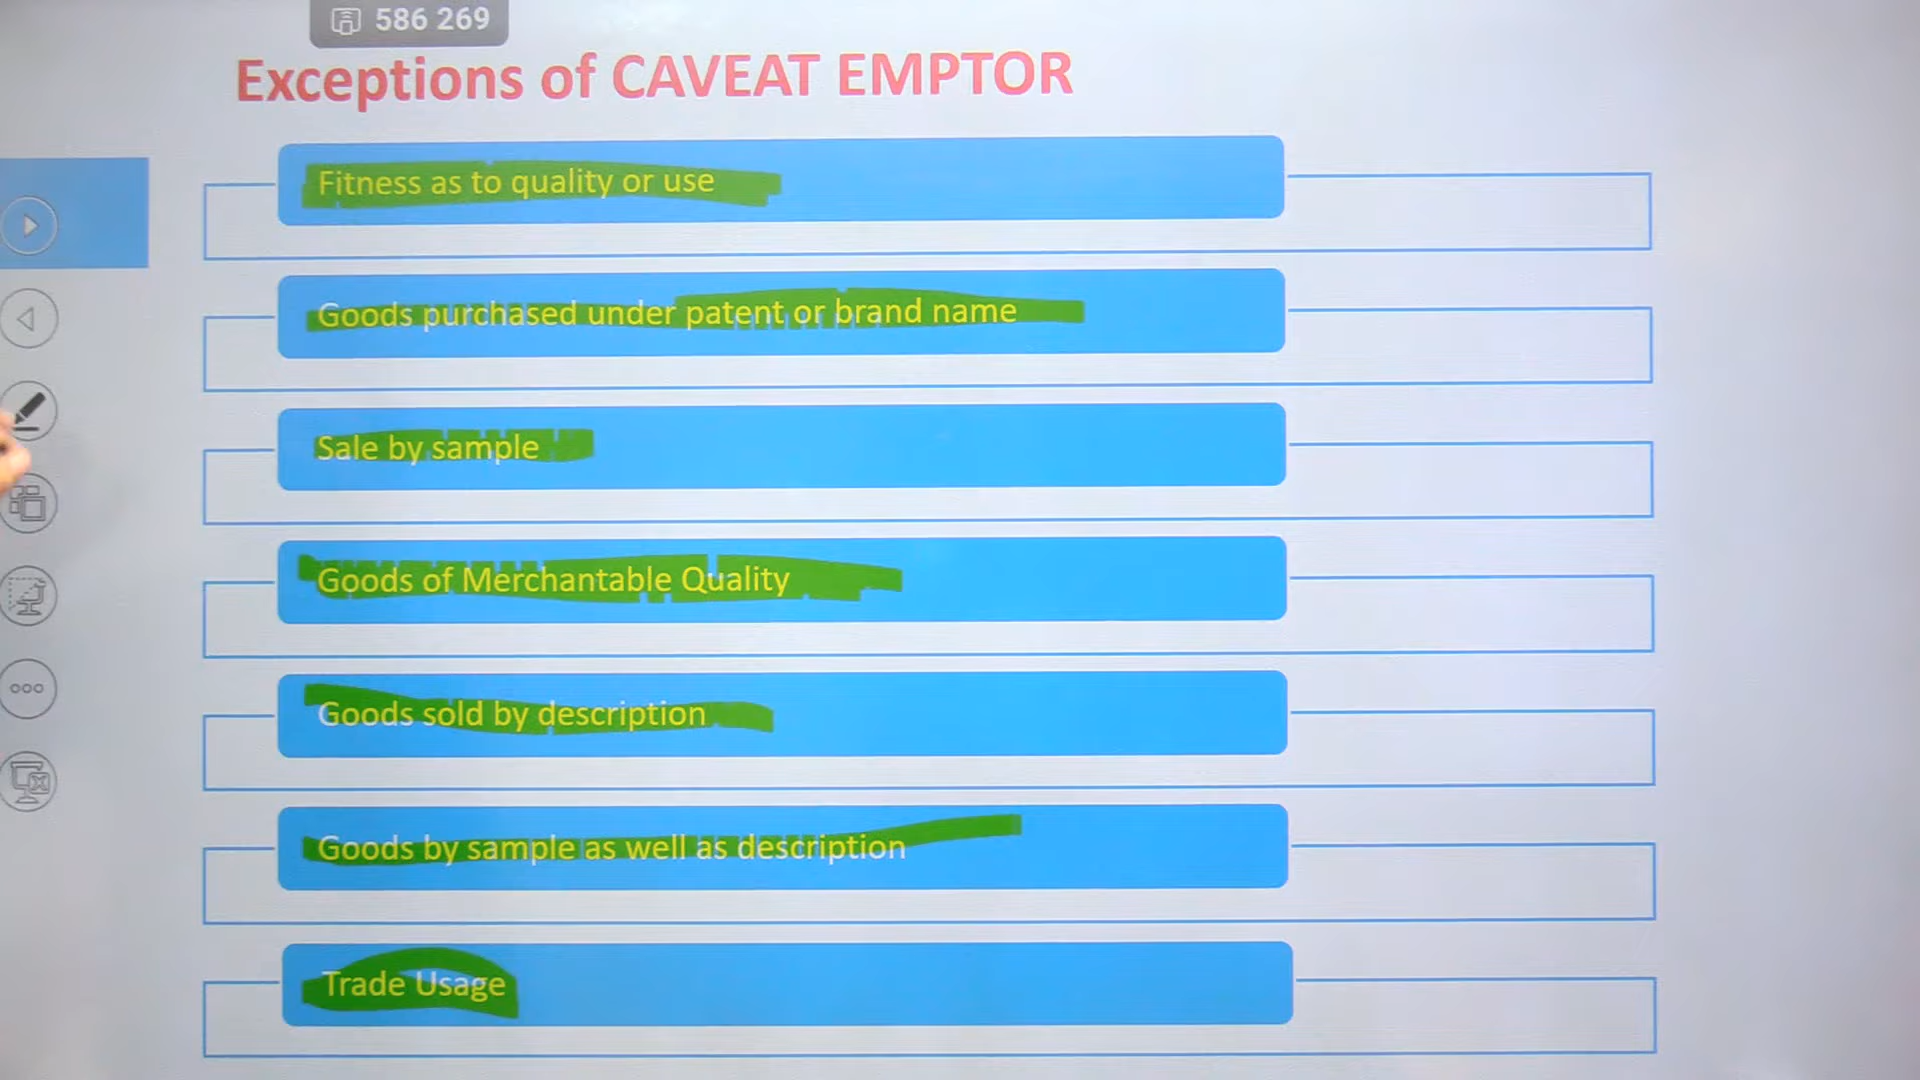 586 269
Exceptions of CAVEAT EMPTOR
Fitness as to quality or use
Goods purchased under patent or brand name
Sale by sample
Goods of Merchantable Quality
Goods sold by description
Goods by sample as well as description
Trade Usage